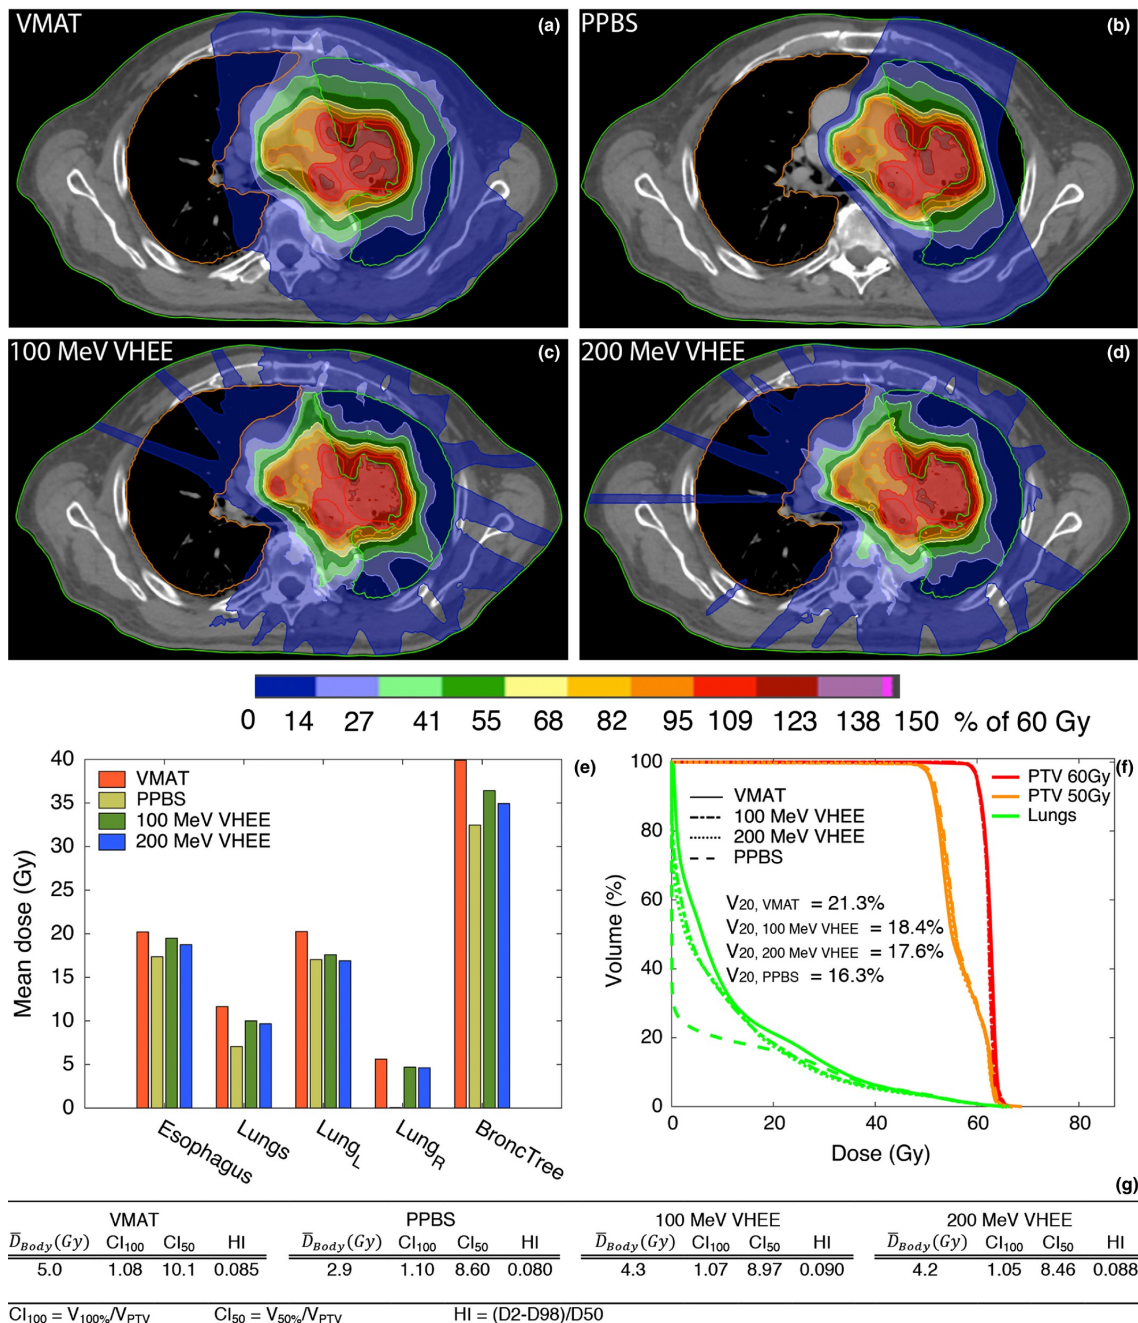 VMAT (a)
PPBS (b)
100 MeV VHEE (c)
200 MeV VHEE (d)
0 14 27 41 55 68 82 95 109 123 138 150 % of 60 Gy
(e)
Mean dose (Gy)
40
35
30
25
20
15
10
5
0
VMAT
PPBS
100 MeV VHEE
200 MeV VHEE
Esophagus
Lungs
Lung L
Lung R
BroncTree
(f)
Volume (%)
100
80
60
40
20
0
VMAT
100 MeV VHEE
200 MeV VHEE
PPBS
PTV 60Gy
PTV 50Gy
Lungs
V20, VMAT = 21.3%
V20, 100 MeV VHEE = 18.4%
V20, 200 MeV VHEE = 17.6%
V20, PPBS = 16.3%
0 20 40 60 80
Dose (Gy)
(g)
VMAT PPBS 100 MeV VHEE 200 MeV VHEE
D̅Body(Gy) CI100 CI50 HI D̅Body(Gy) CI100 CI50 HI D̅Body(Gy) CI100 CI50 HI D̅Body(Gy) CI100 CI50 HI
5.0 1.08 10.1 0.085 2.9 1.10 8.60 0.080 4.3 1.07 8.97 0.090 4.2 1.05 8.46 0.088
CI100 = V100%/VPTV CI50 = V50%/VPTV HI = (D2-D98)/D50